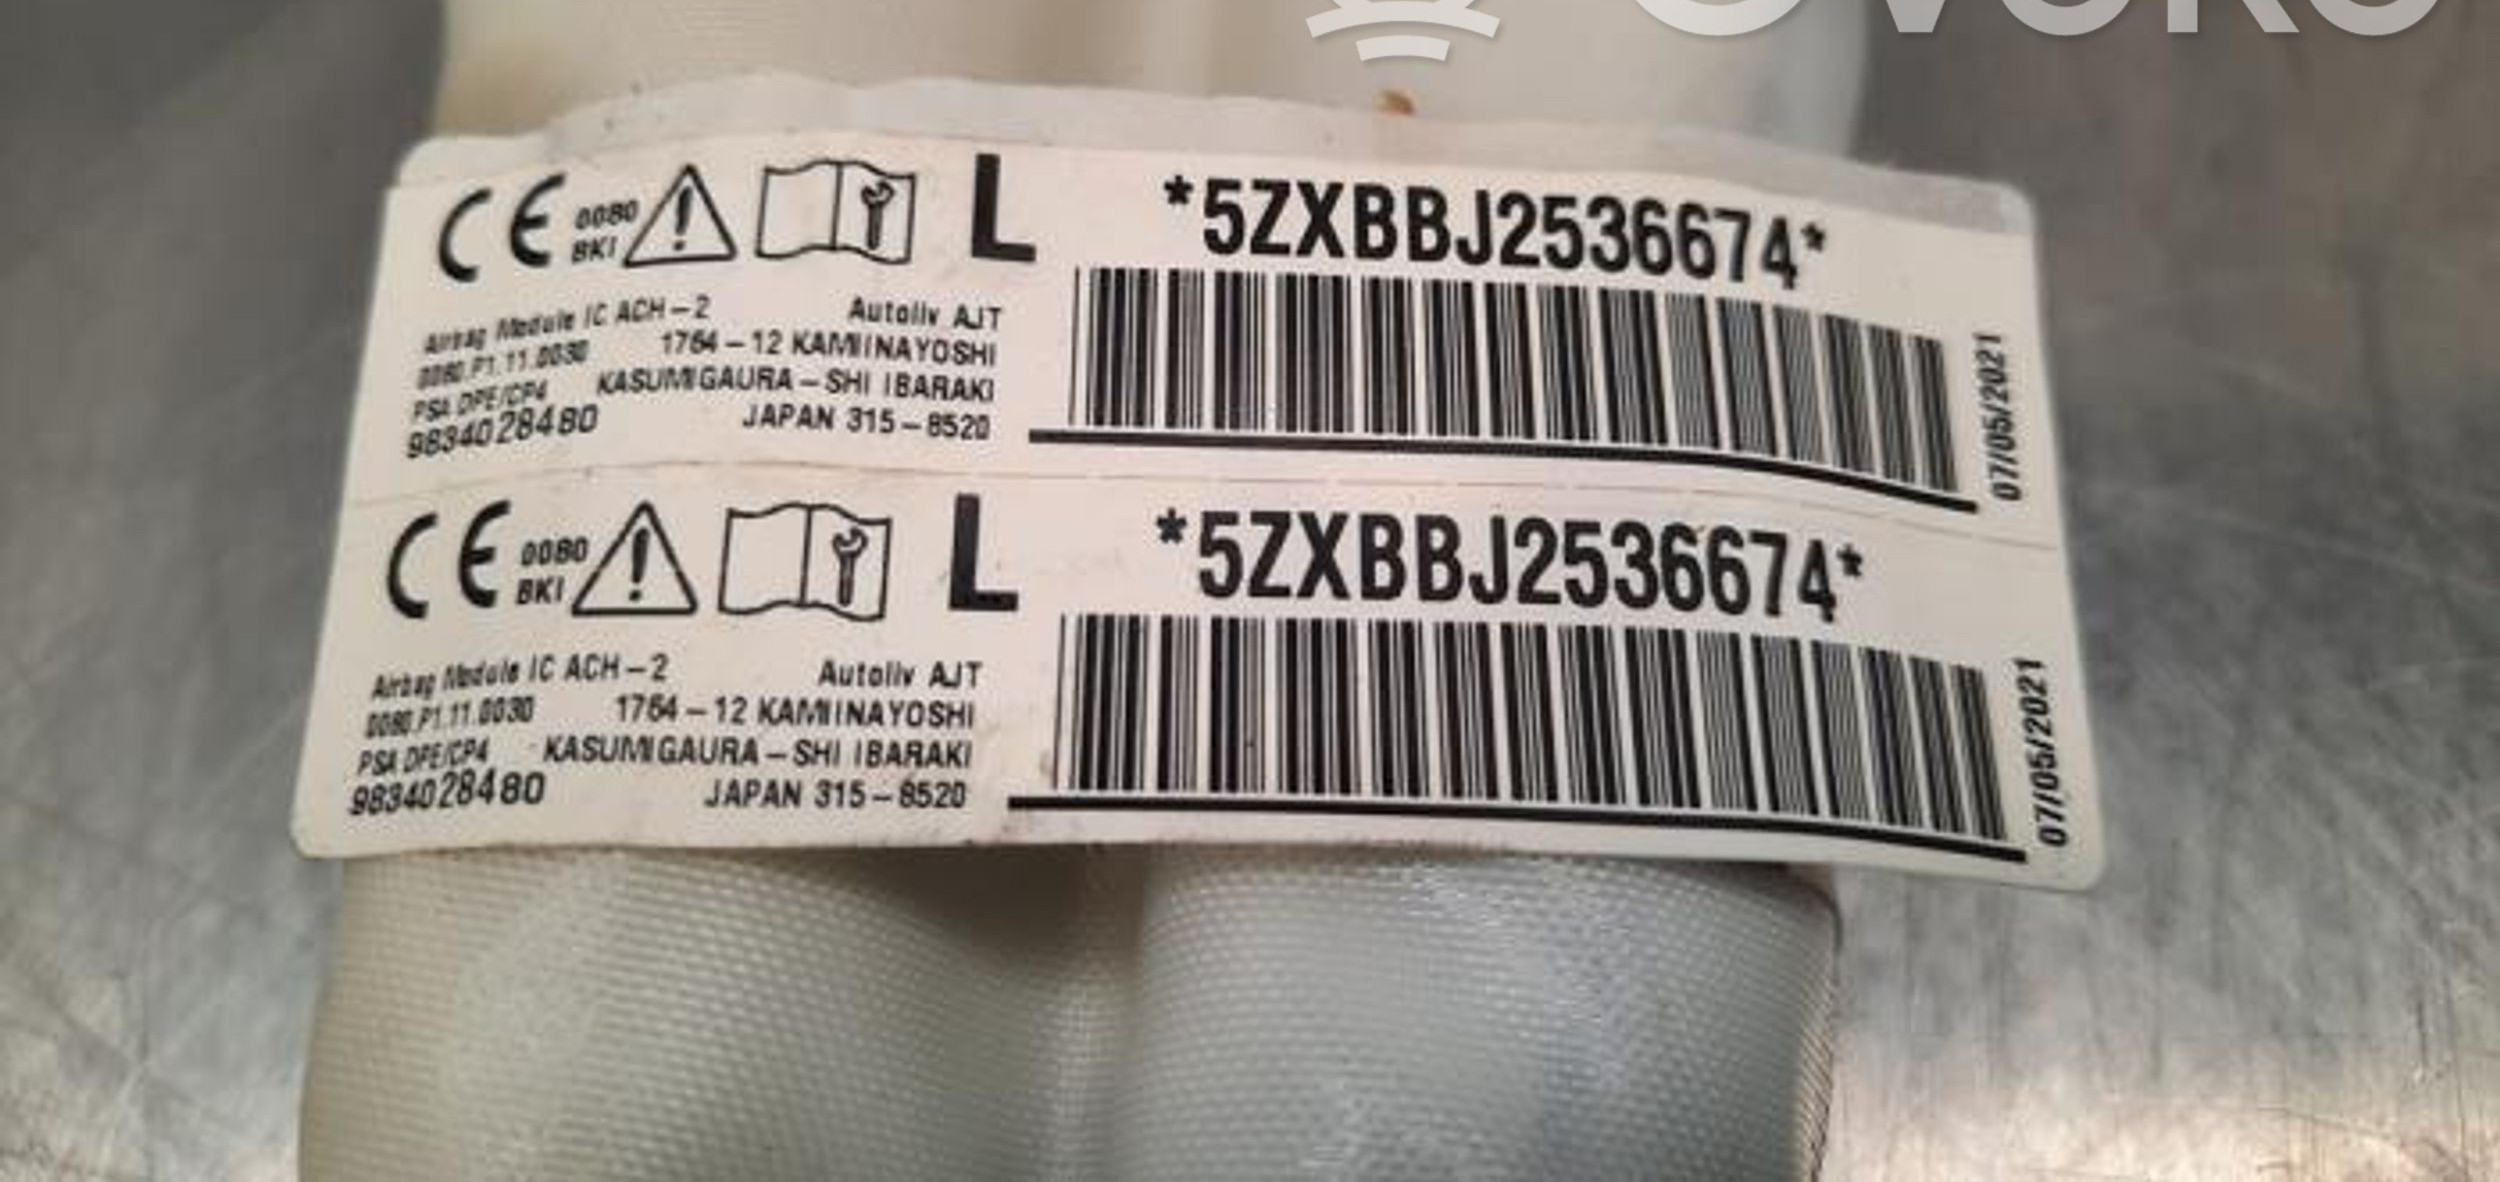 CE 0080 BKI L *5ZXBBJ2536674*
Airbag Module IC ACH-2 Autoliv AJT
0080.P1.11.0030 1764-12 KAMIINAYOSHI
PSA DPE/CP4 KASUMIGAURA-SHI IBARAKI
9834028480 JAPAN 315-8520
07/05/2021
CE 0080 BKI L *5ZXBBJ2536674*
Airbag Module IC ACH-2 Autoliv AJT
0080.P1.11.0030 1764-12 KAMIINAYOSHI
PSA DPE/CP4 KASUMIGAURA-SHI IBARAKI
9834028480 JAPAN 315-8520
07/05/2021